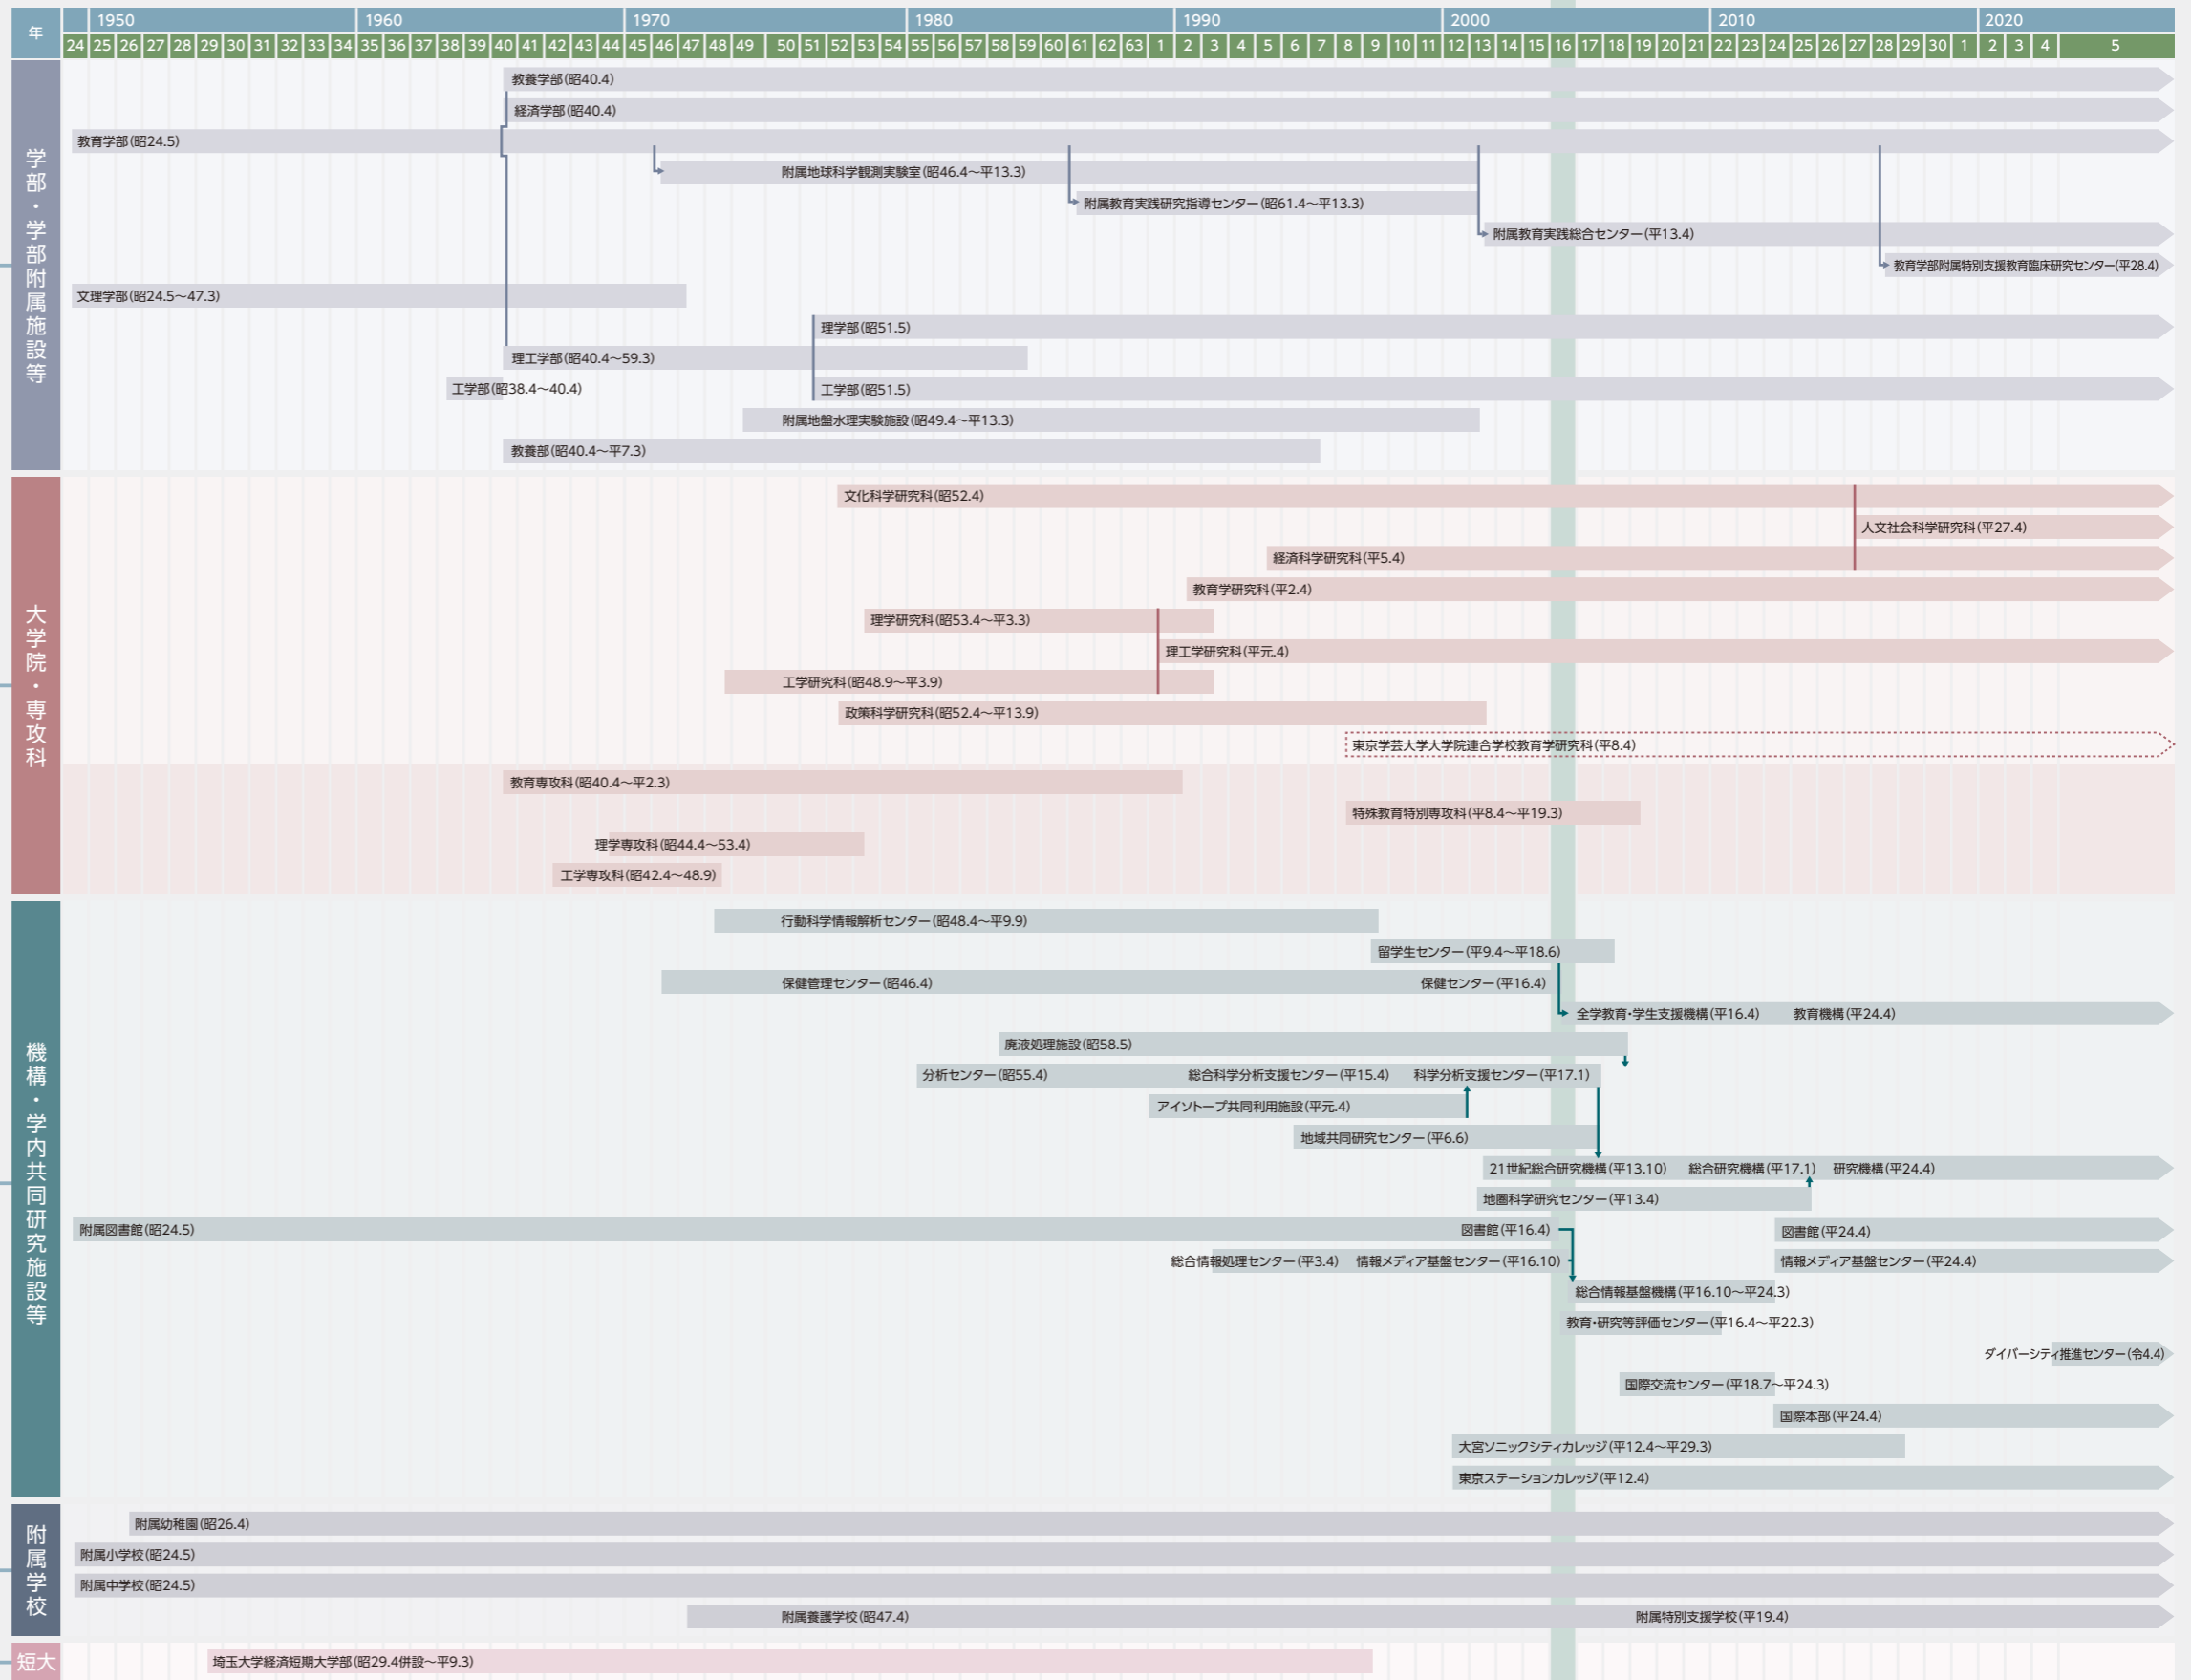 年
1950 1960 1970 1980 1990 2000 2010 2020
24 25 26 27 28 29 30 31 32 33 34 35 36 37 38 39 40 41 42 43 44 45 46 47 48 49 50 51 52 53 54 55 56 57 58 59 60 61 62 63 1 2 3 4 5 6 7 8 9 10 11 12 13 14 15 16 17 18 19 20 21 22 23 24 25 26 27 28 29 30 1 2 3 4 5
学部・学部附属施設等
教養学部(昭40.4)
経済学部(昭40.4)
教育学部(昭24.5)
附属地球科学観測実験室(昭46.4〜平13.3)
附属教育実践研究指導センター(昭61.4〜平13.3)
附属教育実践総合センター(平13.4)
教育学部附属特別支援教育臨床研究センター(平28.4)
文理学部(昭24.5〜47.3)
理学部(昭51.5)
理工学部(昭40.4〜59.3)
工学部(昭38.4〜40.4) 工学部(昭51.5)
附属地盤水理実験施設(昭49.4〜平13.3)
教養部(昭40.4〜平7.3)
大学院・専攻科
文化科学研究科(昭52.4)
人文社会科学研究科(平27.4)
経済科学研究科(平5.4)
教育学研究科(平2.4)
理学研究科(昭53.4〜平3.3)
理工学研究科(平元.4)
工学研究科(昭48.9〜平3.9)
政策科学研究科(昭52.4〜平13.9)
東京学芸大学大学院連合学校教育学研究科(平8.4)
教育専攻科(昭40.4〜平2.3)
特殊教育特別専攻科(平8.4〜平19.3)
理学専攻科(昭44.4〜53.4)
工学専攻科(昭42.4〜48.9)
機構・学内共同研究施設等
行動科学情報解析センター(昭48.4〜平9.9)
留学生センター(平9.4〜平18.6)
保健管理センター(昭46.4) 保健センター(平16.4)
全学教育・学生支援機構(平16.4) 教育機構(平24.4)
廃液処理施設(昭58.5)
分析センター(昭55.4) 総合科学分析支援センター(平15.4) 科学分析支援センター(平17.1)
アイソトープ共同利用施設(平元.4)
地域共同研究センター(平6.6)
21世紀総合研究機構(平13.10) 総合研究機構(平17.1) 研究機構(平24.4)
地圏科学研究センター(平13.4)
附属図書館(昭24.5) 図書館(平16.4) 図書館(平24.4)
総合情報処理センター(平3.4) 情報メディア基盤センター(平16.10) 情報メディア基盤センター(平24.4)
総合情報基盤機構(平16.10〜平24.3)
教育・研究等評価センター(平16.4〜平22.3)
ダイバーシティ推進センター(令4.4)
国際交流センター(平18.7〜平24.3)
国際本部(平24.4)
大宮ソニックシティカレッジ(平12.4〜平29.3)
東京ステーションカレッジ(平12.4)
附属学校
附属幼稚園(昭26.4)
附属小学校(昭24.5)
附属中学校(昭24.5)
附属養護学校(昭47.4) 附属特別支援学校(平19.4)
短大
埼玉大学経済短期大学部(昭29.4併設〜平9.3)